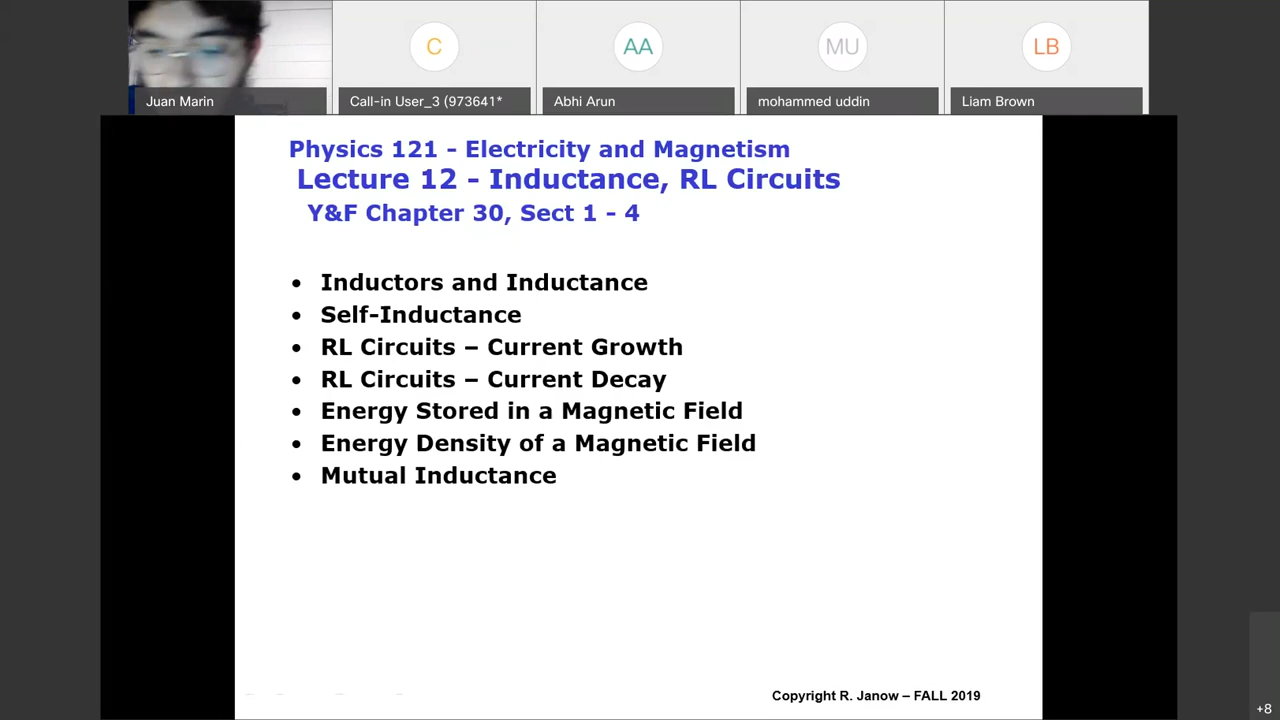 C
AA
MU
LB
Juan Marin
Call-in User_3 (973641*
Abhi Arun
mohammed uddin
Liam Brown
Physics 121 - Electricity and Magnetism
Lecture 12 - Inductance, RL Circuits
Y&F Chapter 30, Sect 1 - 4
• Inductors and Inductance
• Self-Inductance
• RL Circuits – Current Growth
• RL Circuits – Current Decay
• Energy Stored in a Magnetic Field
• Energy Density of a Magnetic Field
• Mutual Inductance
Copyright R. Janow – FALL 2019
+8